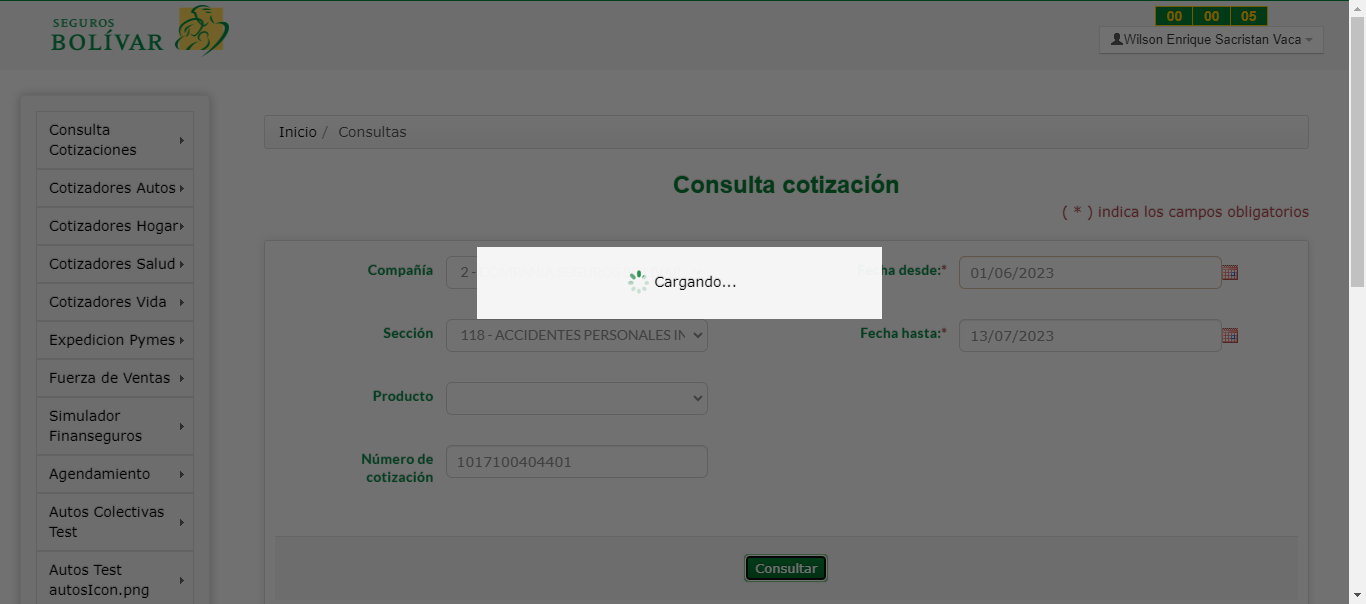 SEGUROS
BOLÍVAR
00 00 05
Wilson Enrique Sacristan Vaca
Consulta
Cotizaciones
Cotizadores Autos
Cotizadores Hogar
Cotizadores Salud
Cotizadores Vida
Expedicion Pymes
Fuerza de Ventas
Simulador
Finanseguros
Agendamiento
Autos Colectivas
Test
Autos Test
autosIcon.png
Inicio / Consultas
Consulta cotización
( * ) indica los campos obligatorios
Compañía 2 -
Fecha desde:* 01/06/2023
Cargando...
Sección 118 - ACCIDENTES PERSONALES IN
Fecha hasta:* 13/07/2023
Producto
Número de
cotización
1017100404401
Consultar